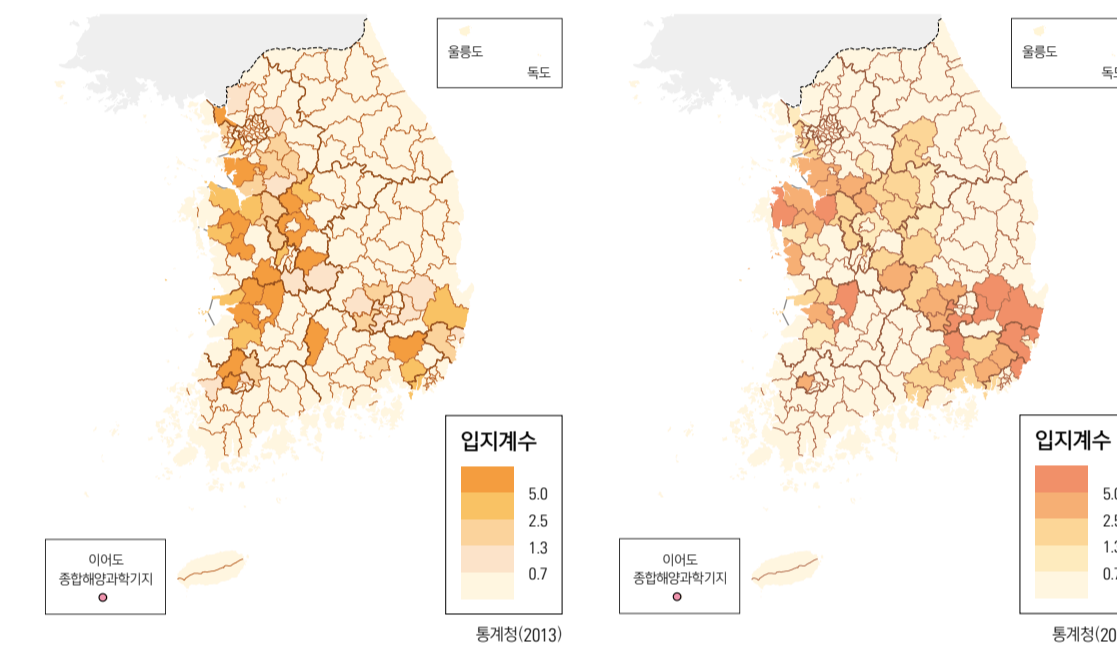 울릉도
독도
입지계수
5.0
2.5
1.3
0.7
이어도
종합해양과학기지
통계청(2013)
울릉도
입지계수
이어도
종합해양과학기지